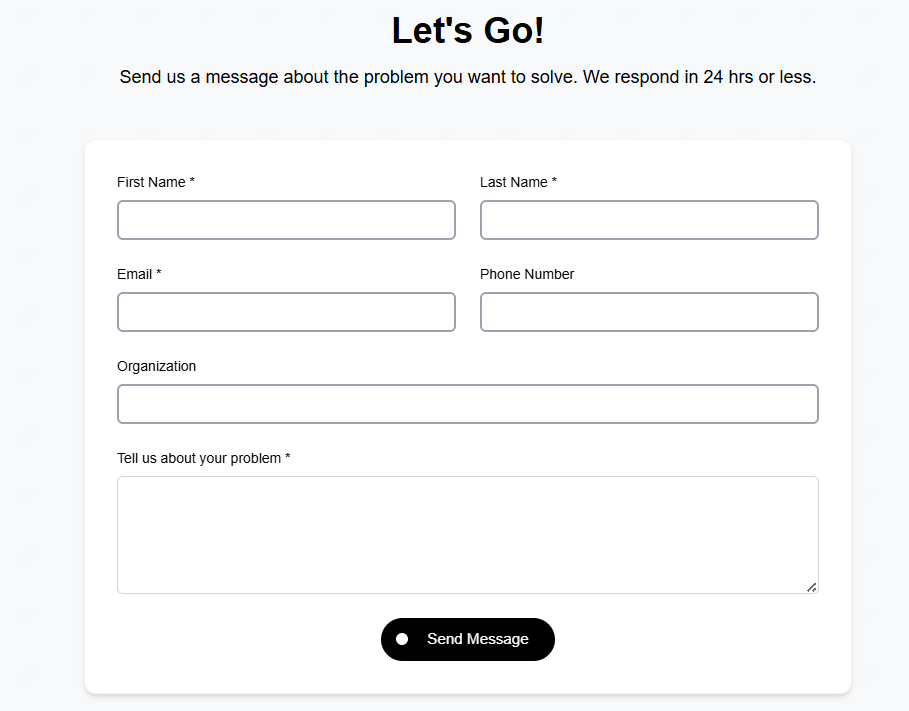 Let's Go!
Send us a message about the problem you want to solve. We respond in 24 hrs or less.
First Name *
Last Name *
Email *
Phone Number
Organization
Tell us about your problem *
Send Message